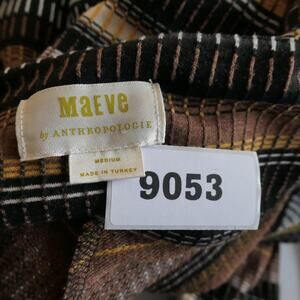 MAEVE
by ANTHROPOLOGIE
MEDIUM
MADE IN TURKEY
9053